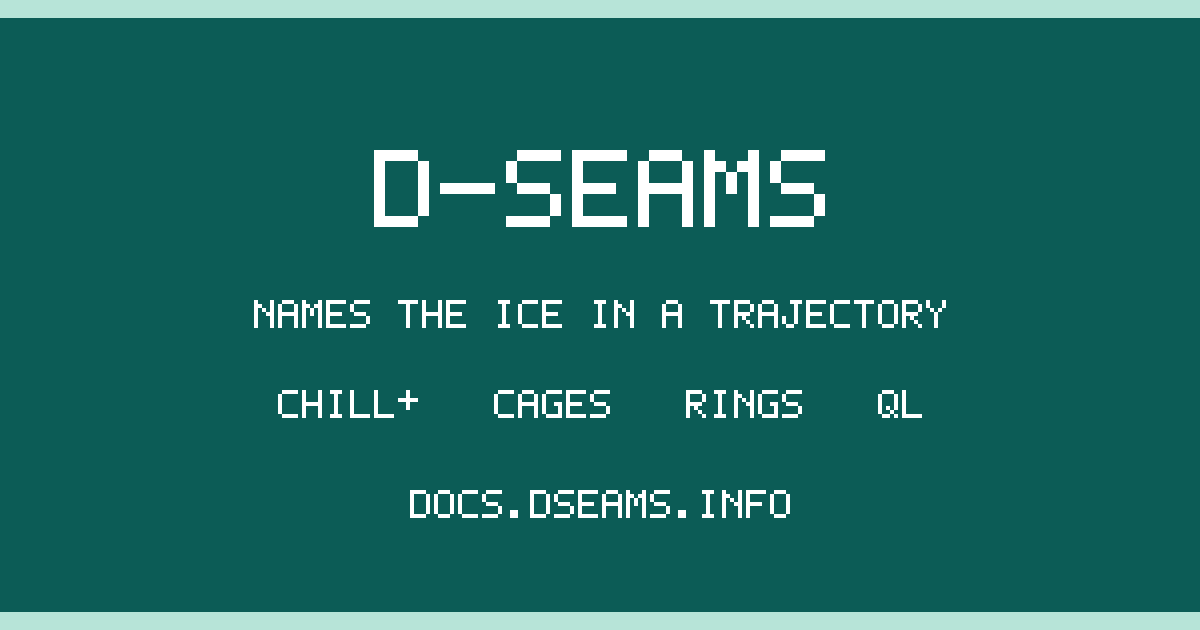 D-SEAMS
NAMES THE ICE IN A TRAJECTORY
CHILL+ CAGES RINGS QL
DOCS.DSEAMS.INFO